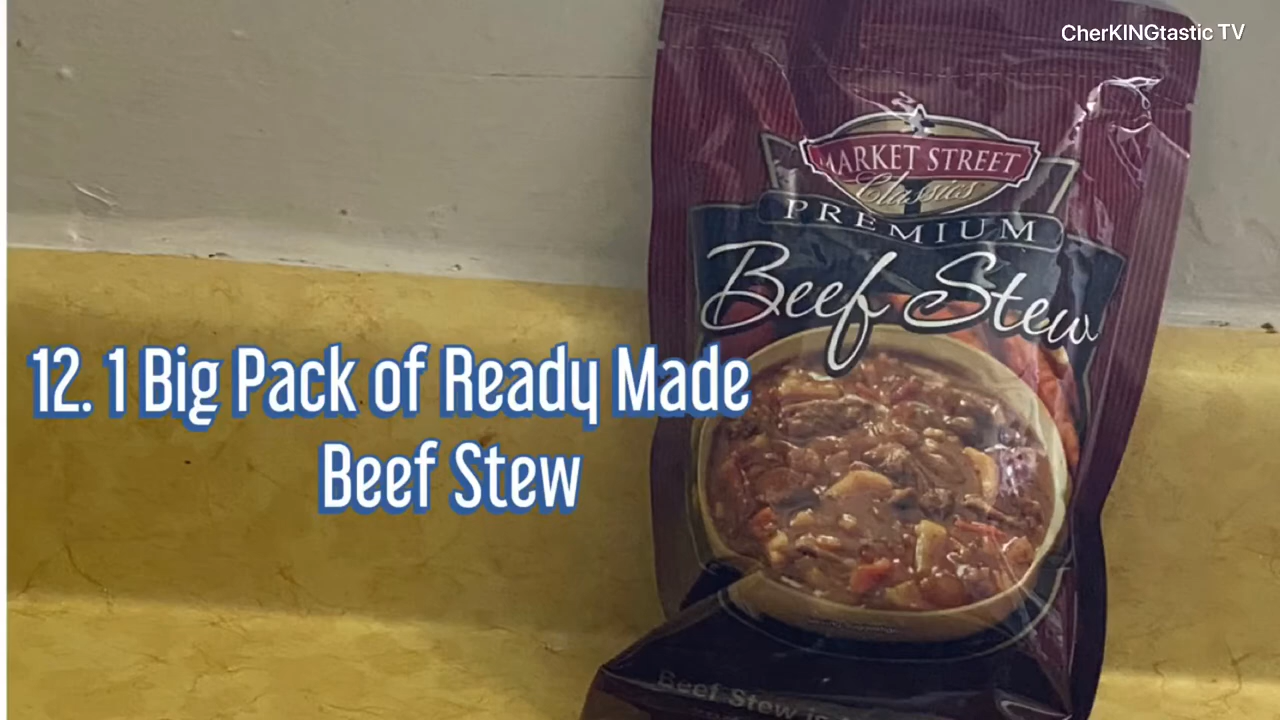 CherKINGtastic TV
MARKET STREET
Classics
PREMIUM
Beef Stew
12. 1 Big Pack of Ready Made
Beef Stew
Beef Stew is